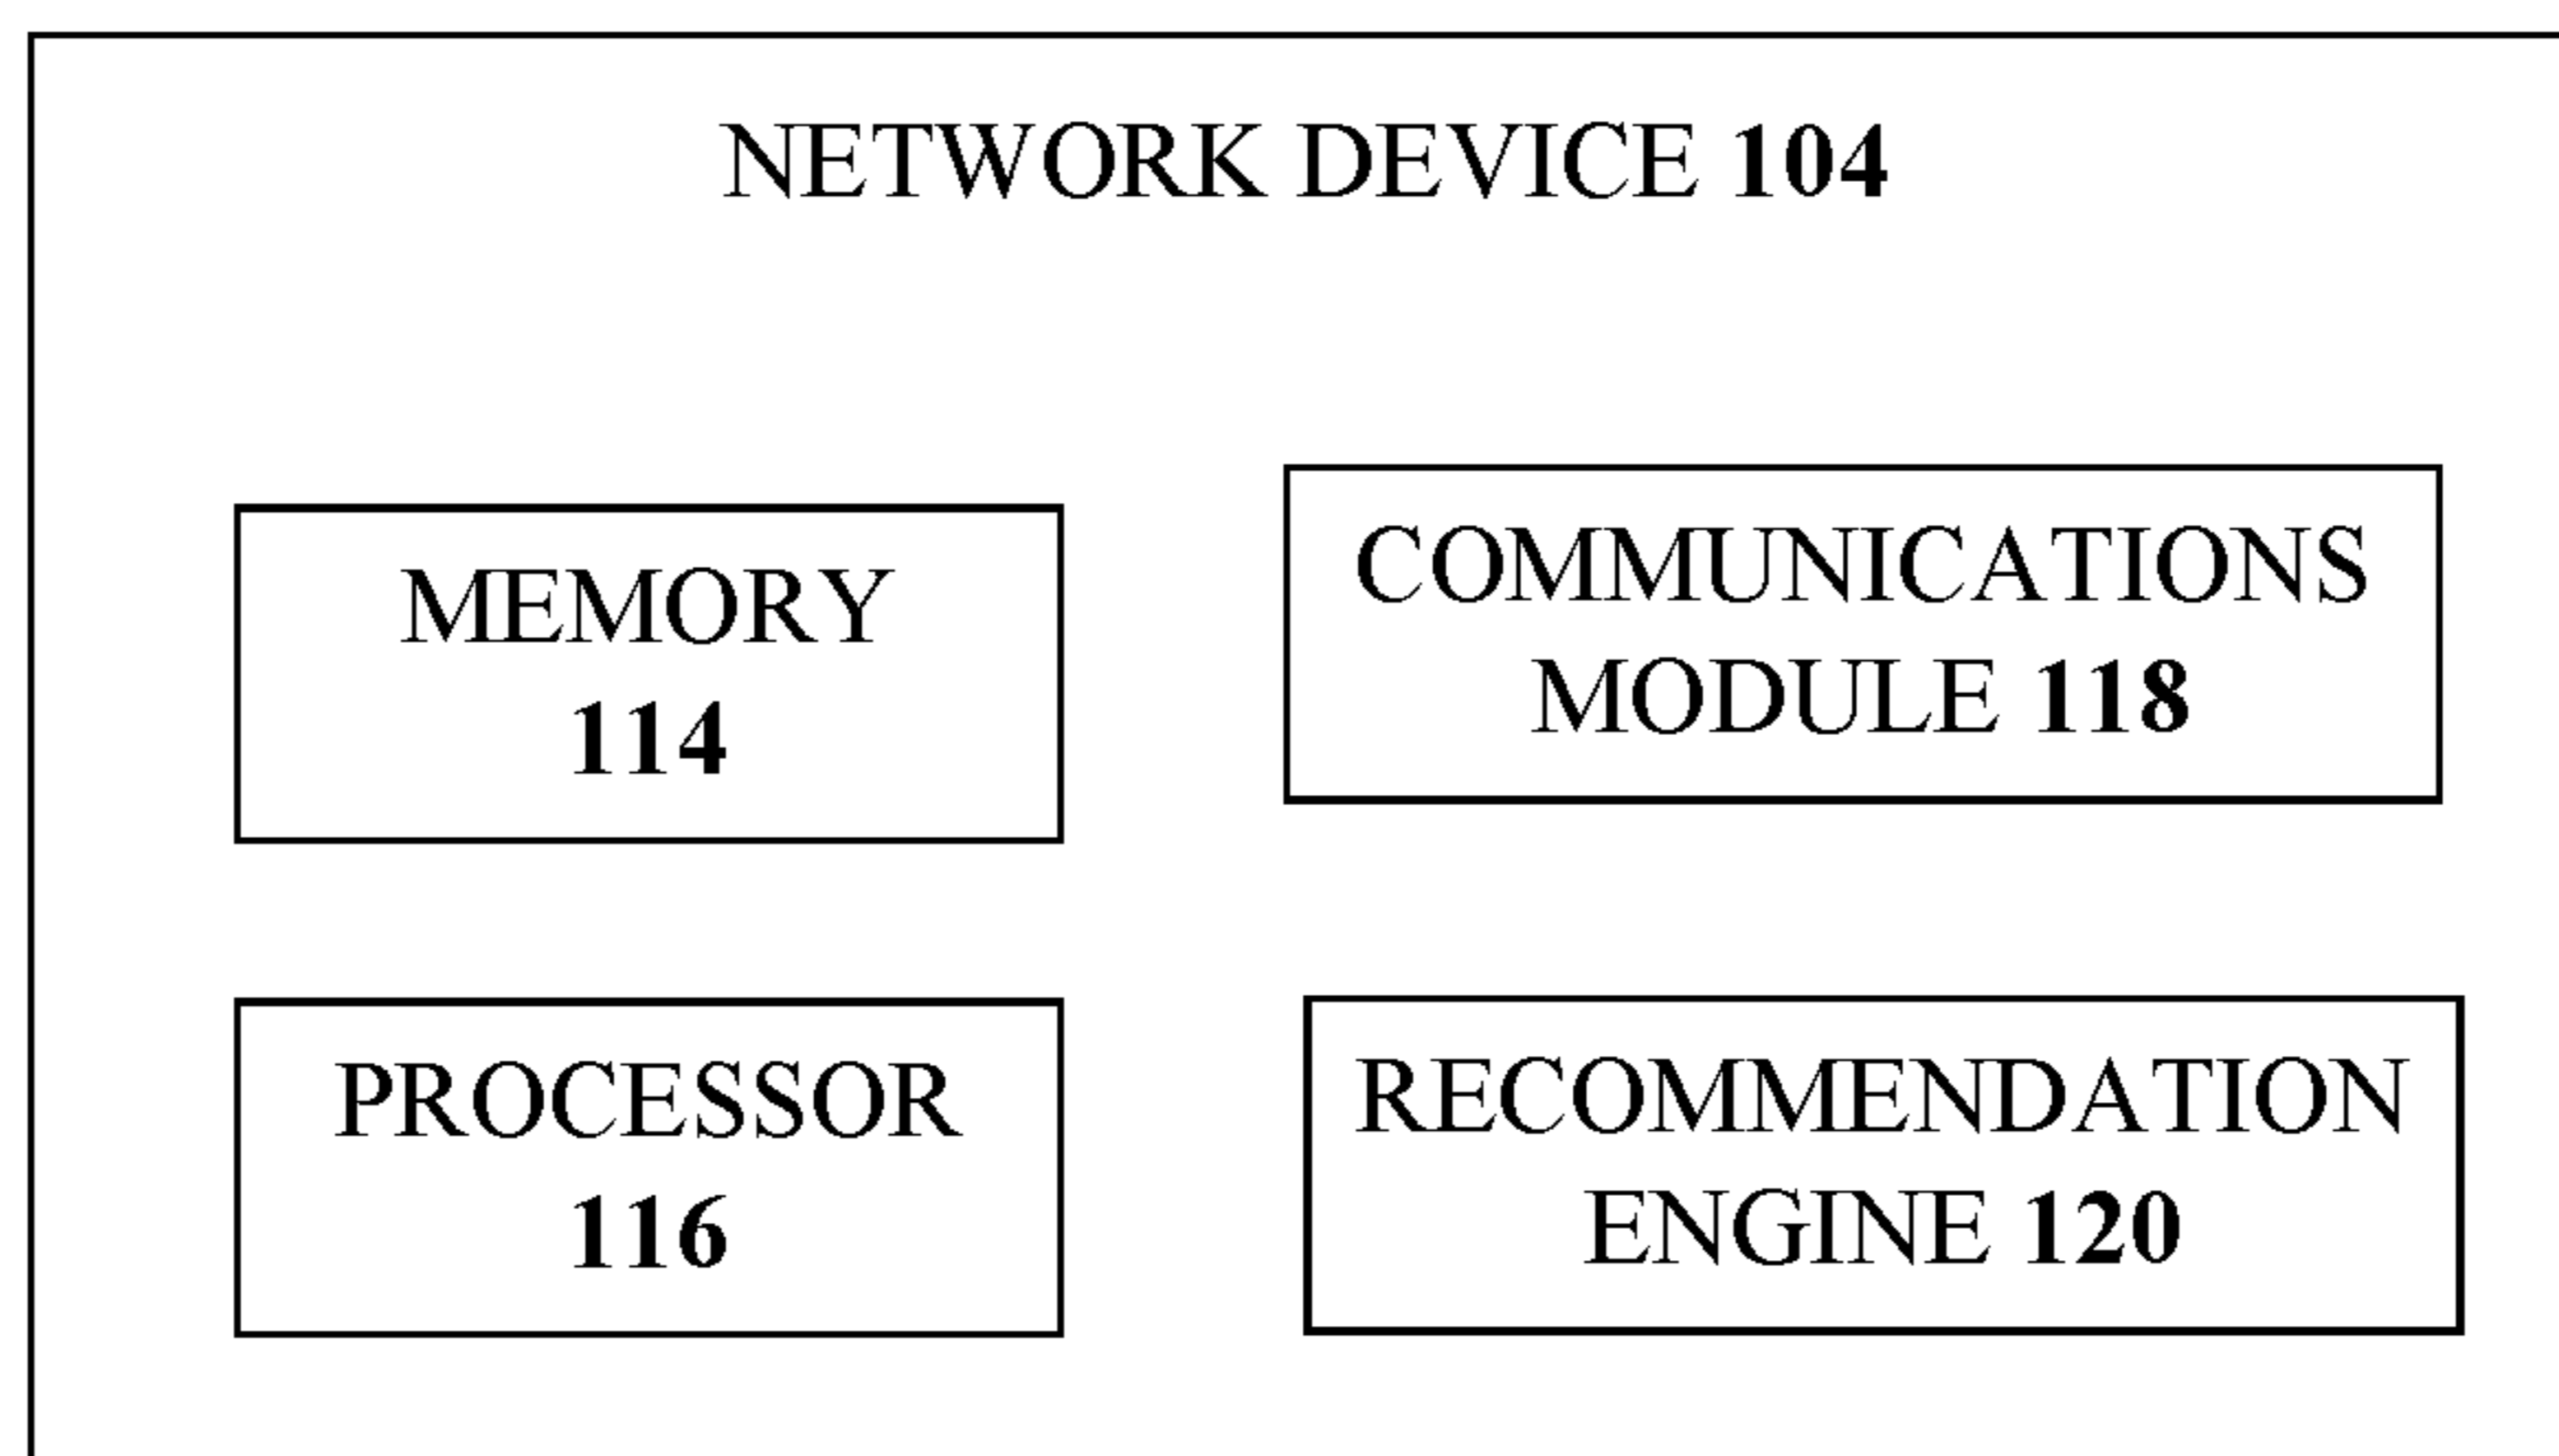 NETWORK DEVICE 104
MEMORY
114
COMMUNICATIONS
MODULE 118
PROCESSOR
116
RECOMMENDATION
ENGINE 120